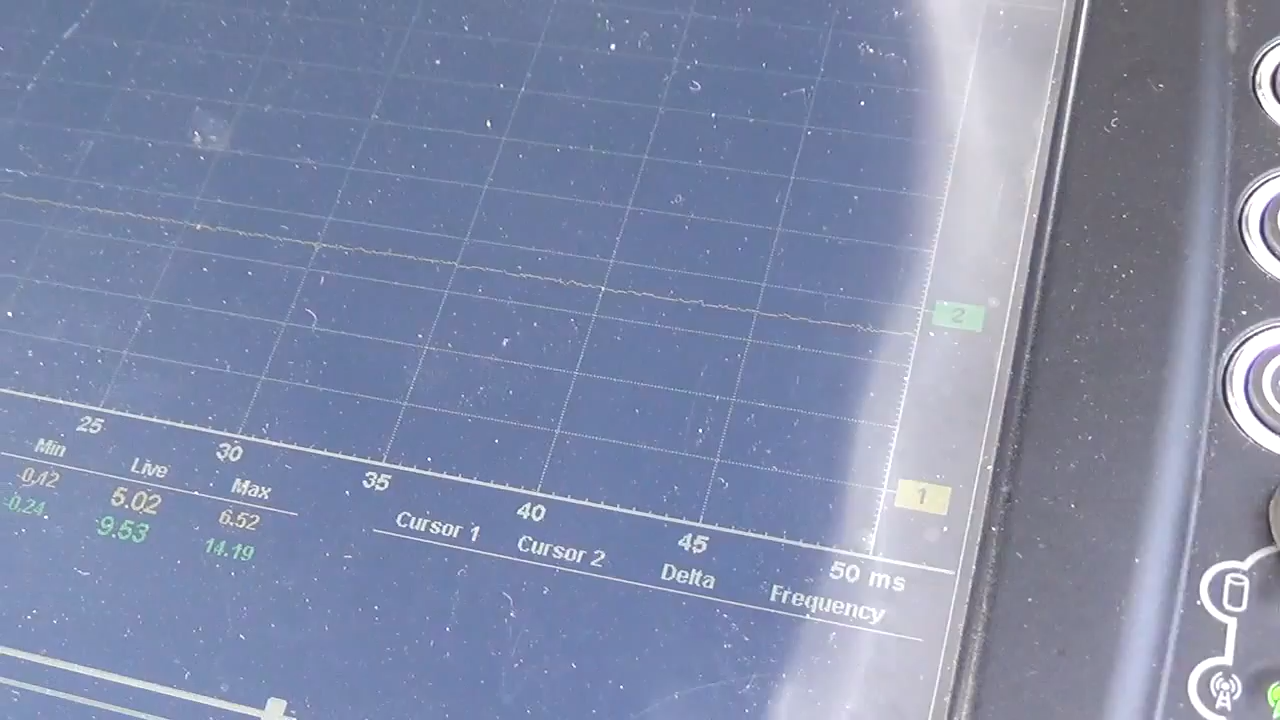 2
1
25 30 35 40 45 50 ms
Min Live Max
-0.42 5.02 6.52
-0.24 9.53 14.19
Cursor 1 Cursor 2 Delta Frequency